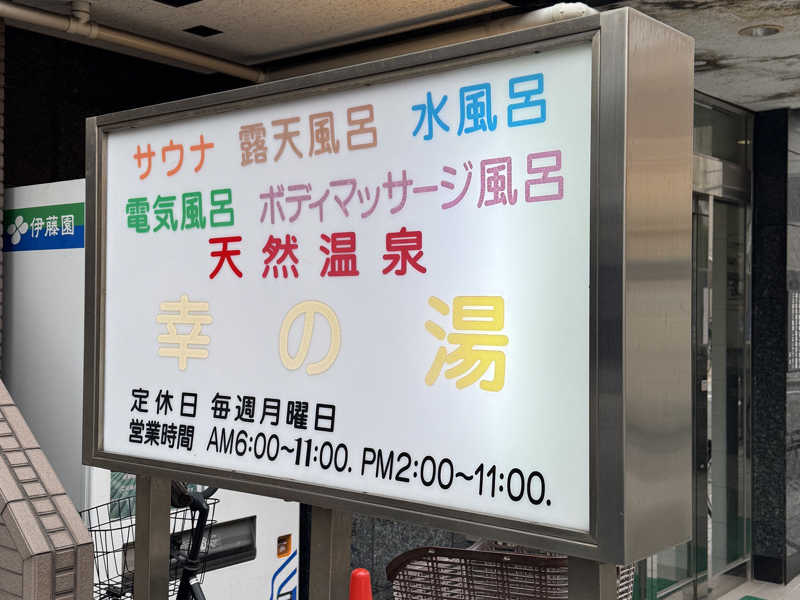 サウナ 露天風呂 水風呂
電気風呂 ボディマッサージ風呂
天然温泉
幸の湯
定休日 毎週月曜日
営業時間 AM6:00~11:00. PM2:00~11:00.
伊藤園